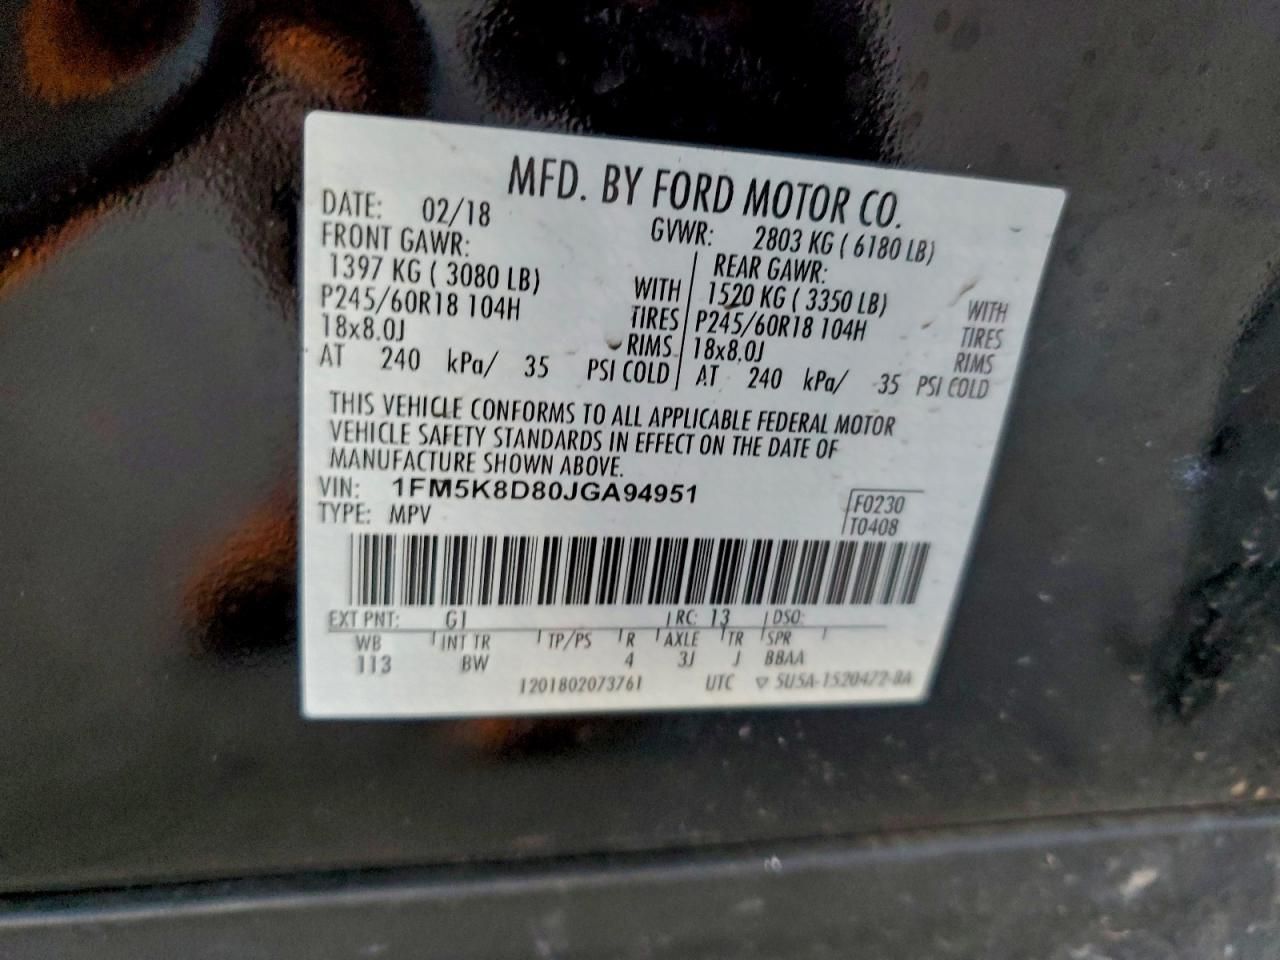 MFD. BY FORD MOTOR CO.
DATE: 02/18 GVWR: 2803 KG ( 6180 LB)
FRONT GAWR: REAR GAWR:
1397 KG ( 3080 LB) WITH 1520 KG ( 3350 LB) WITH
P245/60R18 104H TIRES P245/60R18 104H TIRES
18x8.0J RIMS 18x8.0J RIMS
AT 240 kPa/ 35 PSI COLD AT 240 kPa/ 35 PSI COLD
THIS VEHICLE CONFORMS TO ALL APPLICABLE FEDERAL MOTOR
VEHICLE SAFETY STANDARDS IN EFFECT ON THE DATE OF
MANUFACTURE SHOWN ABOVE.
VIN: 1FM5K8D80JGA94951 F0230
TYPE: MPV T0408
EXT PNT: G1 RC: 13 DSO:
WB INT TR TP/PS R AXLE TR SPR
113 BW 4 3J J BBAA
1201802073761 UTC ▽ 5U5A-1520472-BA